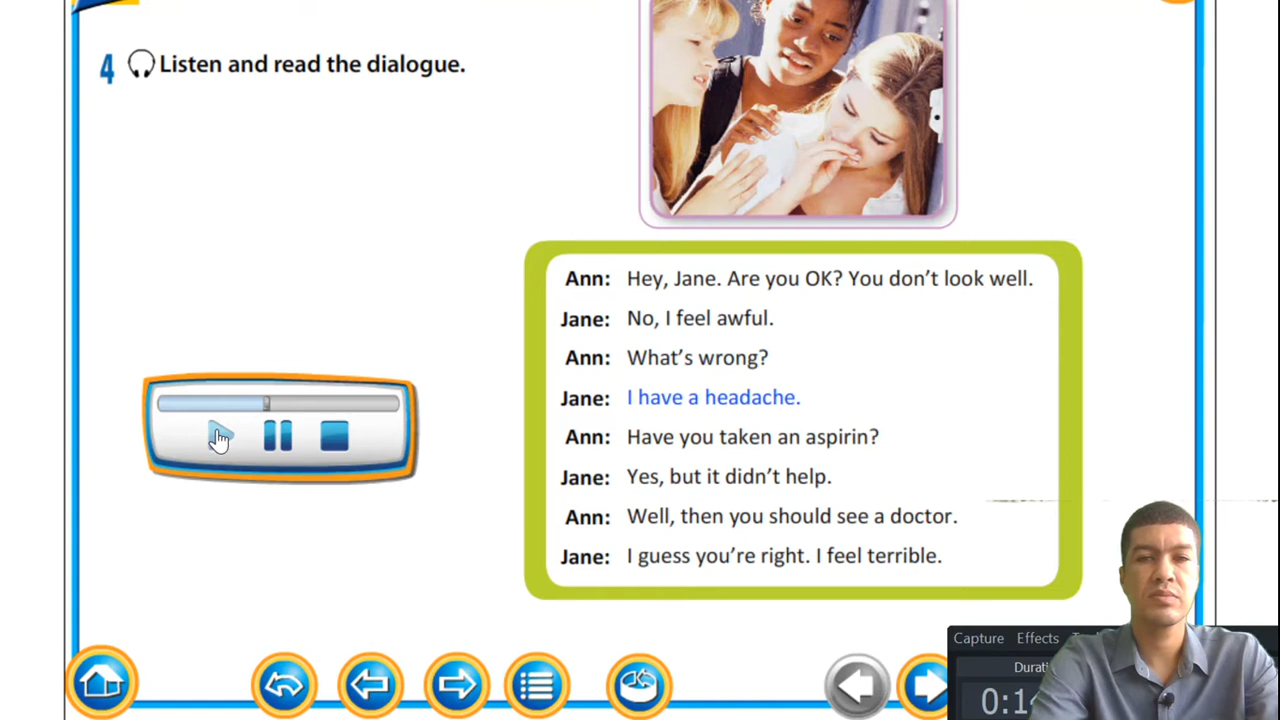 4 Listen and read the dialogue.
Ann: Hey, Jane. Are you OK? You don't look well.
Jane: No, I feel awful.
Ann: What's wrong?
Jane: I have a headache.
Ann: Have you taken an aspirin?
Jane: Yes, but it didn't help.
Ann: Well, then you should see a doctor.
Jane: I guess you're right. I feel terrible.
Capture Effects